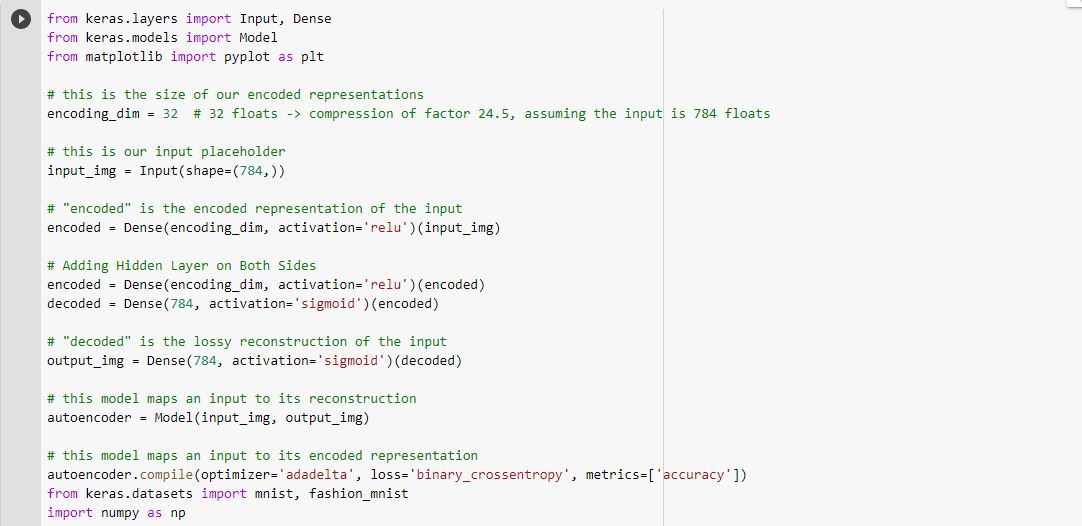 from keras.layers import Input, Dense
from keras.models import Model
from matplotlib import pyplot as plt
# this is the size of our encoded representations
encoding_dim = 32  # 32 floats -> compression of factor 24.5, assuming the input is 784 floats
# this is our input placeholder
input_img = Input(shape=(784,))
# "encoded" is the encoded representation of the input
encoded = Dense(encoding_dim, activation='relu')(input_img)
# Adding Hidden Layer on Both Sides
encoded = Dense(encoding_dim, activation='relu')(encoded)
decoded = Dense(784, activation='sigmoid')(encoded)
# "decoded" is the lossy reconstruction of the input
output_img = Dense(784, activation='sigmoid')(decoded)
# this model maps an input to its reconstruction
autoencoder = Model(input_img, output_img)
# this model maps an input to its encoded representation
autoencoder.compile(optimizer='adadelta', loss='binary_crossentropy', metrics=['accuracy'])
from keras.datasets import mnist, fashion_mnist
import numpy as np